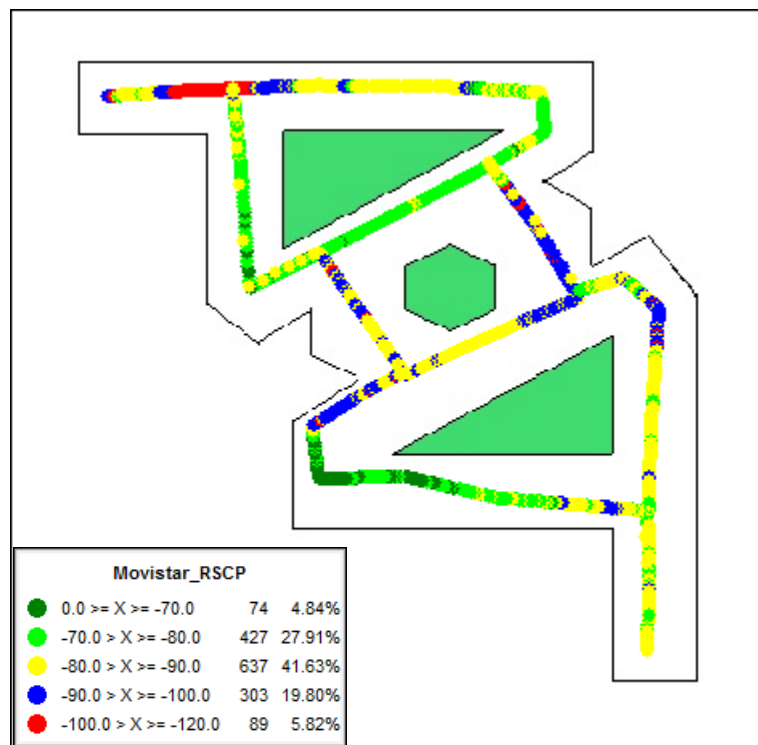 Movistar_RSCP
0.0 >= X >= -70.0 74 4.84%
-70.0 > X >= -80.0 427 27.91%
-80.0 > X >= -90.0 637 41.63%
-90.0 > X >= -100.0 303 19.80%
-100.0 > X >= -120.0 89 5.82%